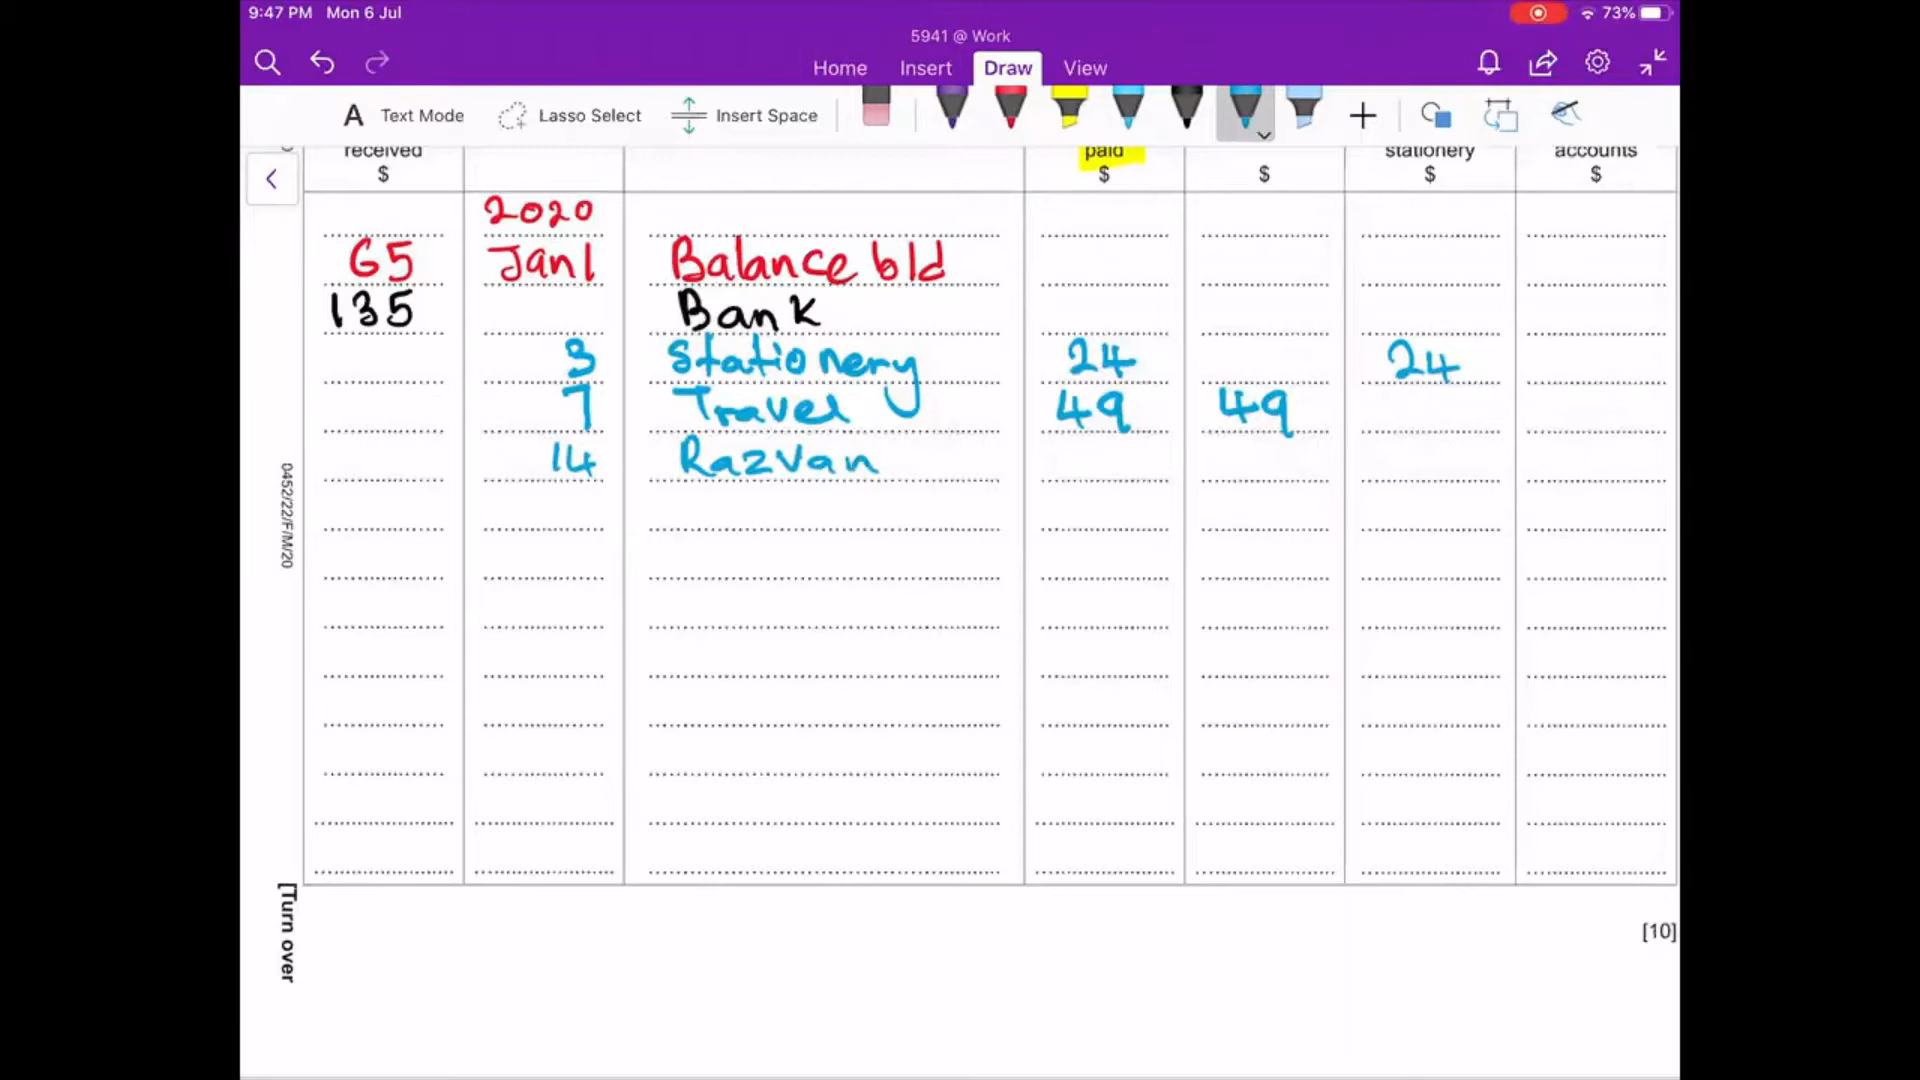 9:47 PM Mon 6 Jul
73%
5941 @ Work
Home Insert Draw View
A Text Mode Lasso Select Insert Space
received paid stationery accounts
$ $ $ $ $
2020
65 Jan 1 Balance b/d
135 Bank
3 Stationery 24 24
7 Travel 49 49
14 Razvan
0452/22/F/M/20
[Turn over
[10]